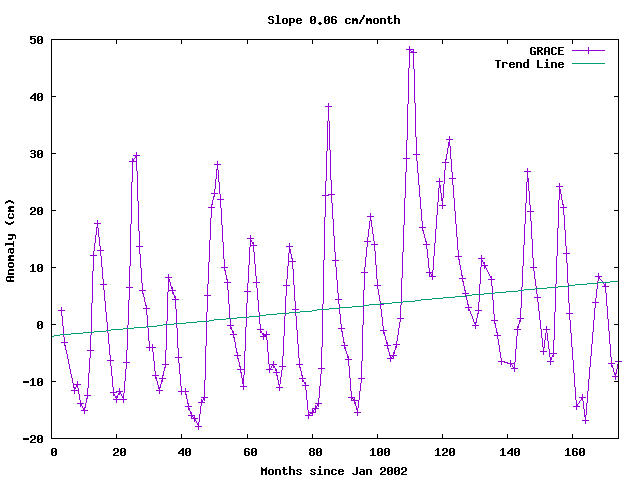 Slope 0.06 cm/month
GRACE
Trend Line
50
40
30
20
10
0
-10
-20
Anomaly (cm)
0 20 40 60 80 100 120 140 160
Months since Jan 2002